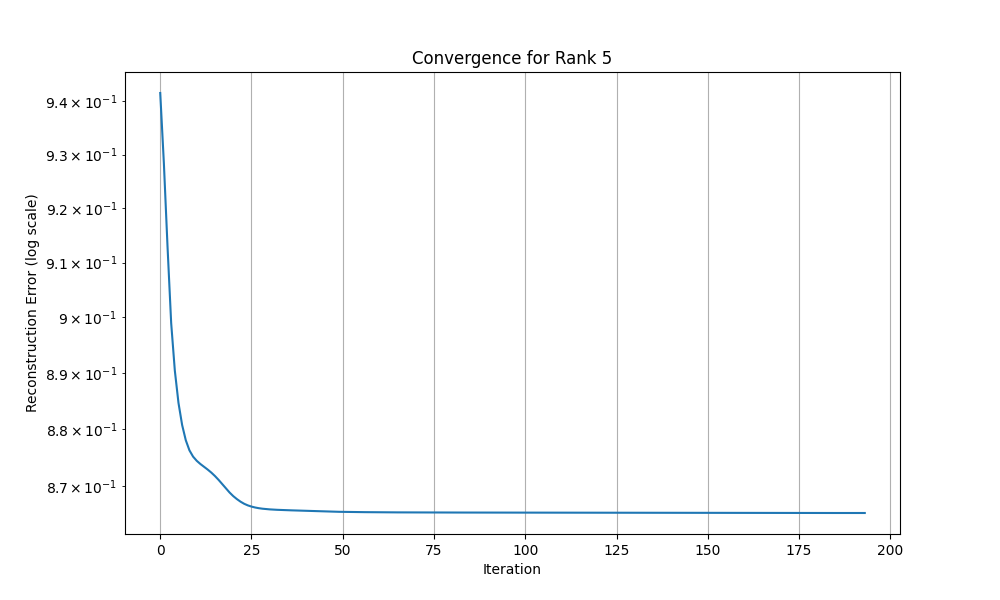 Convergence for Rank 5
Reconstruction Error (log scale)
9.4 × 10⁻¹
9.3 × 10⁻¹
9.2 × 10⁻¹
9.1 × 10⁻¹
9 × 10⁻¹
8.9 × 10⁻¹
8.8 × 10⁻¹
8.7 × 10⁻¹
0 25 50 75 100 125 150 175 200
Iteration